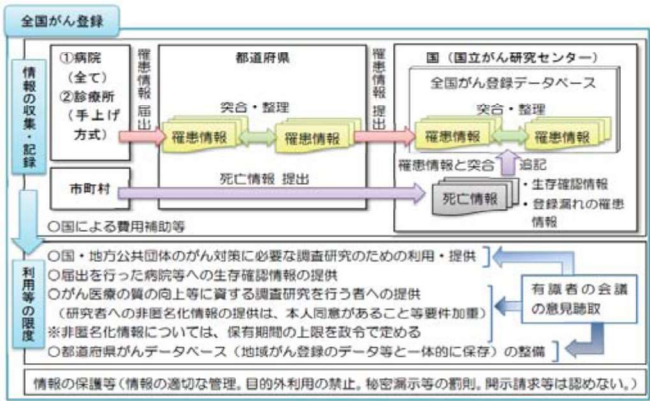 全国がん登録
情報の収集・記録
①病院
(全て)
②診療所
(手上げ
方式)
罹患情報 届出
都道府県
突合・整理
罹患情報
罹患情報
罹患情報 提出
国(国立がん研究センター)
全国がん登録データベース
突合・整理
罹患情報
罹患情報
罹患情報と突合
追記
市町村
死亡情報 提出
死亡情報
・生存確認情報
・登録漏れの罹患
情報
○国による費用補助等
利用等の限度
○国・地方公共団体のがん対策に必要な調査研究のための利用・提供
○届出を行った病院等への生存確認情報の提供
○がん医療の質の向上等に資する調査研究を行う者への提供
(研究者への非匿名化情報の提供は、本人同意があること等要件加重)
※非匿名化情報については、保有期間の上限を政令で定める
○都道府県がんデータベース(地域がん登録のデータ等と一体的に保存)の整備
有識者の会議
の意見聴取
情報の保護等(情報の適切な管理。目的外利用の禁止。秘密漏示等の罰則。開示請求等は認めない。)